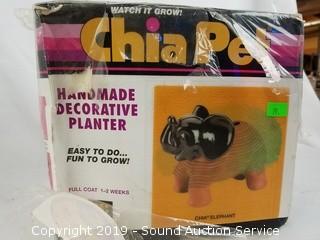 WATCH IT GROW!
Chia Pet
HANDMADE
DECORATIVE
PLANTER
EASY TO DO...
FUN TO GROW!
FULL COAT 1-2 WEEKS
CHIA® ELEPHANT
Copyright 2019 - Sound Auction Service